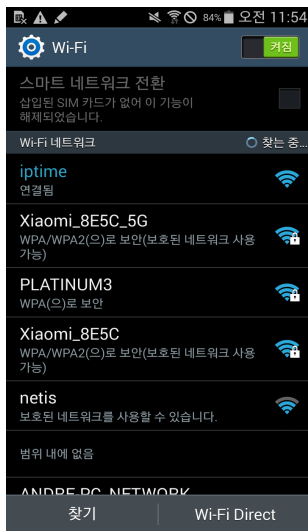 84% 오전 11:54
Wi-Fi 켜짐
스마트 네트워크 전환
삽입된 SIM 카드가 없어 이 기능이
해제되었습니다.
Wi-Fi 네트워크 찾는 중...
iptime
연결됨
Xiaomi_8E5C_5G
WPA/WPA2(으)로 보안(보호된 네트워크 사용
가능)
PLATINUM3
WPA(으)로 보안
Xiaomi_8E5C
WPA/WPA2(으)로 보안(보호된 네트워크 사용
가능)
netis
보호된 네트워크를 사용할 수 있습니다.
범위 내에 없음
ANDRE-PC_NETWORK
찾기 Wi-Fi Direct